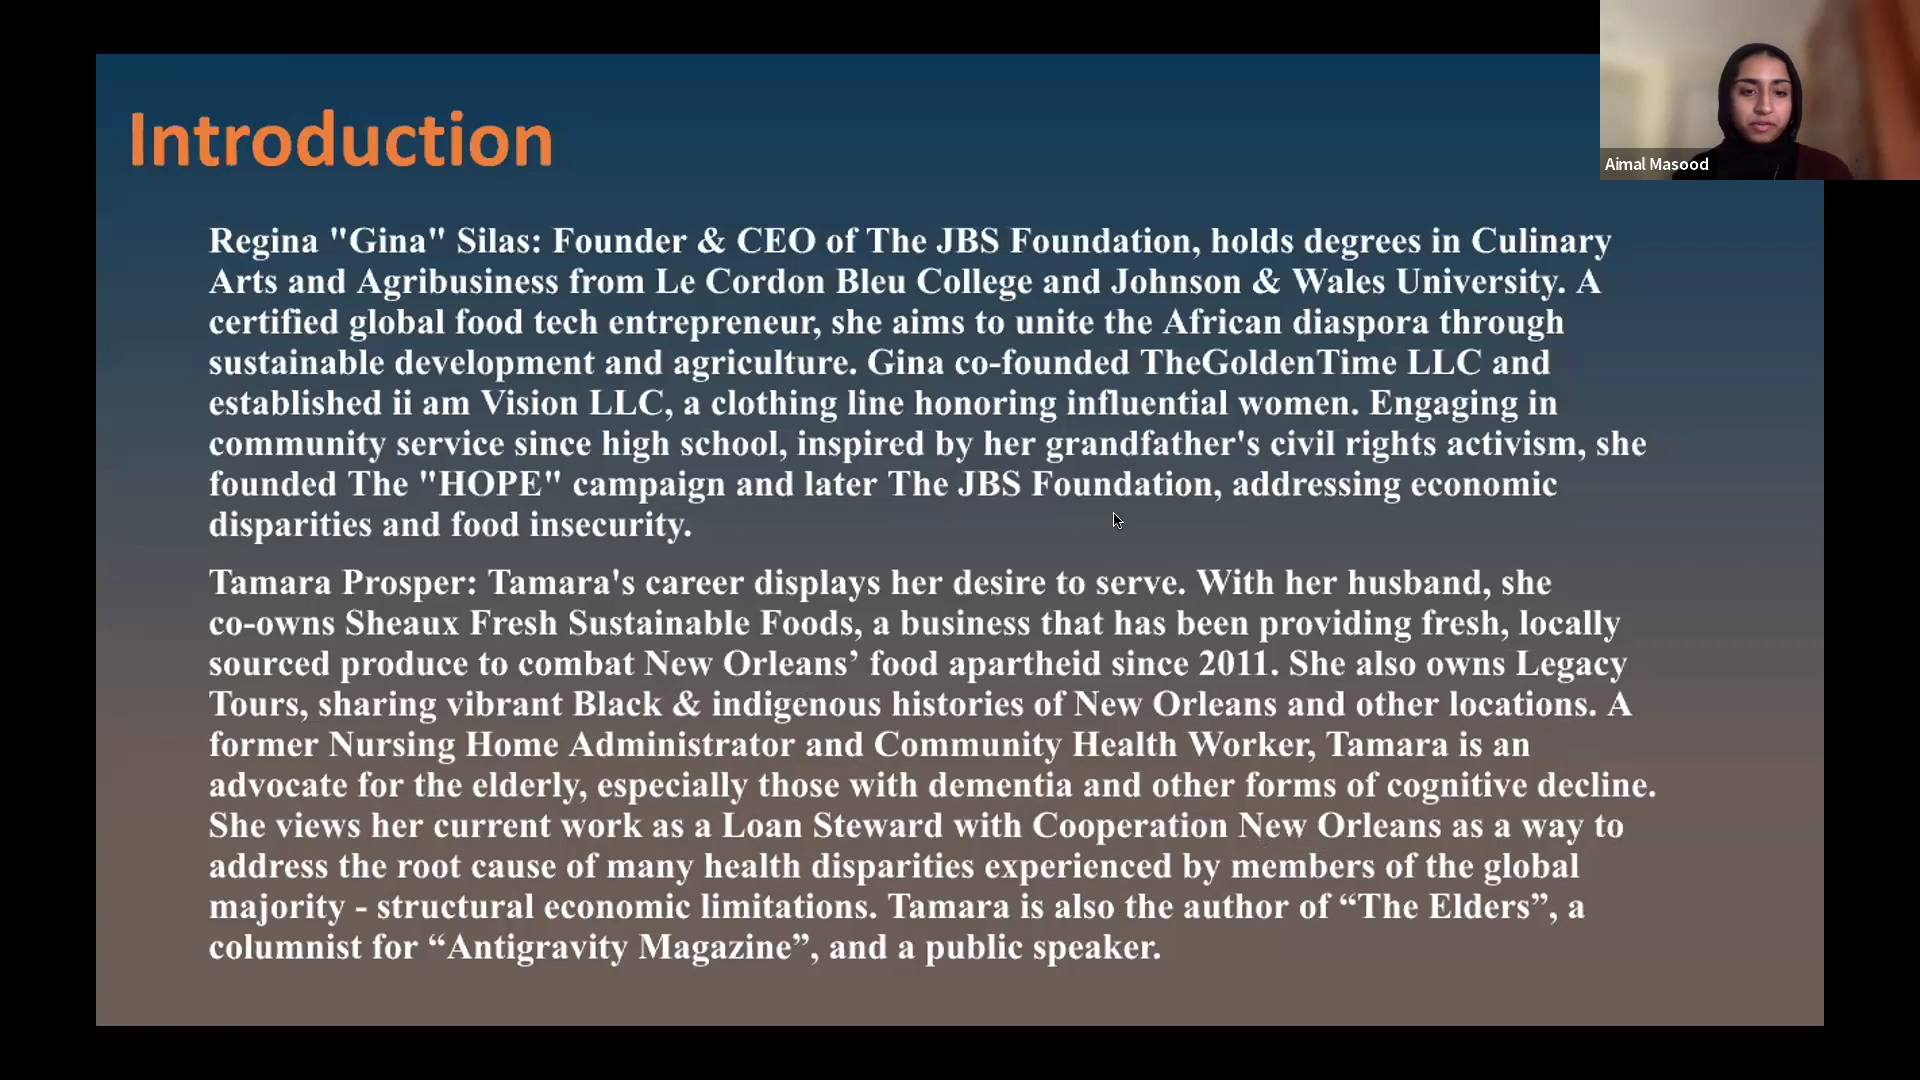 Introduction
Aimal Masood
Regina "Gina" Silas: Founder & CEO of The JBS Foundation, holds degrees in Culinary
Arts and Agribusiness from Le Cordon Bleu College and Johnson & Wales University. A
certified global food tech entrepreneur, she aims to unite the African diaspora through
sustainable development and agriculture. Gina co-founded TheGoldenTime LLC and
established ii am Vision LLC, a clothing line honoring influential women. Engaging in
community service since high school, inspired by her grandfather's civil rights activism, she
founded The "HOPE" campaign and later The JBS Foundation, addressing economic
disparities and food insecurity.
Tamara Prosper: Tamara's career displays her desire to serve. With her husband, she
co-owns Sheaux Fresh Sustainable Foods, a business that has been providing fresh, locally
sourced produce to combat New Orleans’ food apartheid since 2011. She also owns Legacy
Tours, sharing vibrant Black & indigenous histories of New Orleans and other locations. A
former Nursing Home Administrator and Community Health Worker, Tamara is an
advocate for the elderly, especially those with dementia and other forms of cognitive decline.
She views her current work as a Loan Steward with Cooperation New Orleans as a way to
address the root cause of many health disparities experienced by members of the global
majority - structural economic limitations. Tamara is also the author of “The Elders”, a
columnist for “Antigravity Magazine”, and a public speaker.